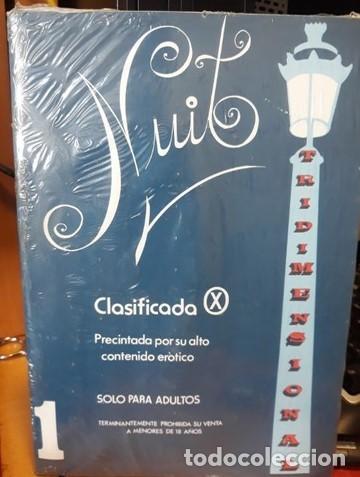 Nuit
TRIDIMENSIONAL
Clasificada X
Precintada por su alto
contenido eròtico
SOLO PARA ADULTOS
TERMINANTEMENTE PROHIBIDA SU VENTA
A MENORES DE 18 AÑOS
1
todocoleccion